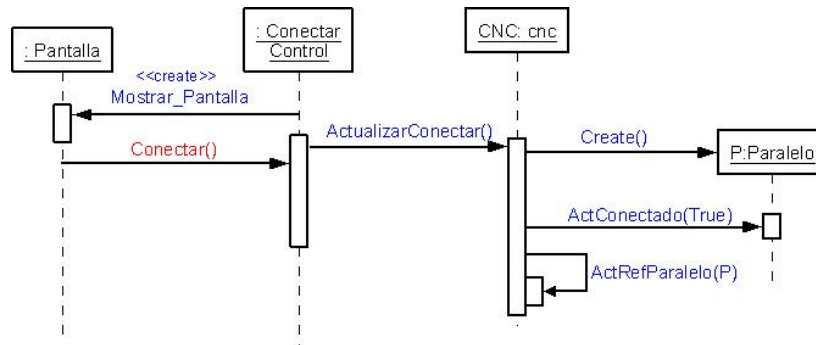 : Pantalla
: Conectar
Control
CNC: cnc
<<create>>
Mostrar_Pantalla
Conectar()
ActualizarConectar()
Create()
P:Paralelo
ActConectado(True)
ActRefParalelo(P)